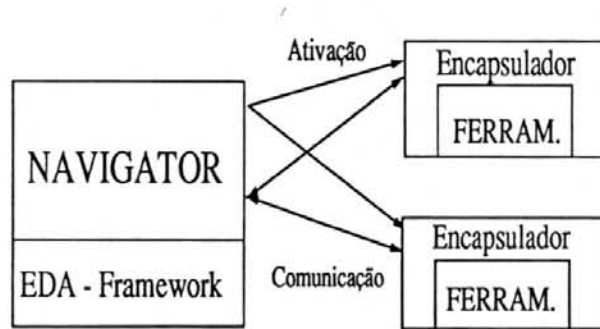 Ativação
Encapsulador
FERRAM.
NAVIGATOR
EDA - Framework
Comunicação
Encapsulador
FERRAM.